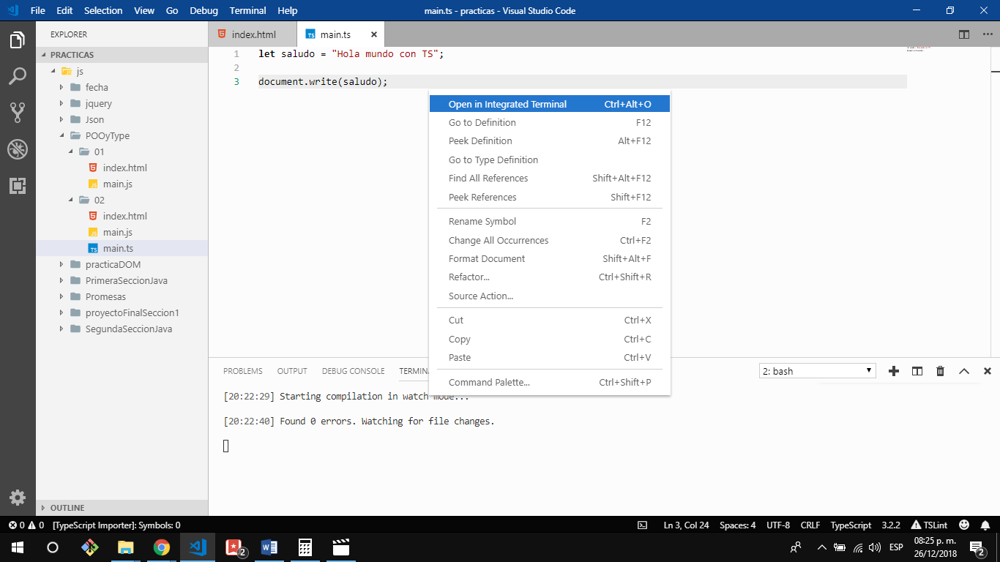 File Edit Selection View Go Debug Terminal Help main.ts - practicas - Visual Studio Code
EXPLORER
PRACTICAS
js
fecha
jquery
Json
POOyType
01
index.html
main.js
02
index.html
main.js
main.ts
practicaDOM
PrimeraSeccionJava
Promesas
proyectoFinalSeccion1
SegundaSeccionJava
OUTLINE
index.html main.ts
1 let saludo = "Hola mundo con TS";
2
3 document.write(saludo);
Open in Integrated Terminal Ctrl+Alt+O
Go to Definition F12
Peek Definition Alt+F12
Go to Type Definition
Find All References Shift+Alt+F12
Peek References Shift+F12
Rename Symbol F2
Change All Occurrences Ctrl+F2
Format Document Shift+Alt+F
Refactor... Ctrl+Shift+R
Source Action...
Cut Ctrl+X
Copy Ctrl+C
Paste Ctrl+V
Command Palette... Ctrl+Shift+P
PROBLEMS OUTPUT DEBUG CONSOLE TERMINA 2: bash
[20:22:29] Starting compilation in watch mode...
[20:22:40] Found 0 errors. Watching for file changes.
0 0 [TypeScript Importer]: Symbols: 0 Ln 3, Col 24 Spaces: 4 UTF-8 CRLF TypeScript 3.2.2 TSLint
2 ESP 08:25 p. m.
26/12/2018 2